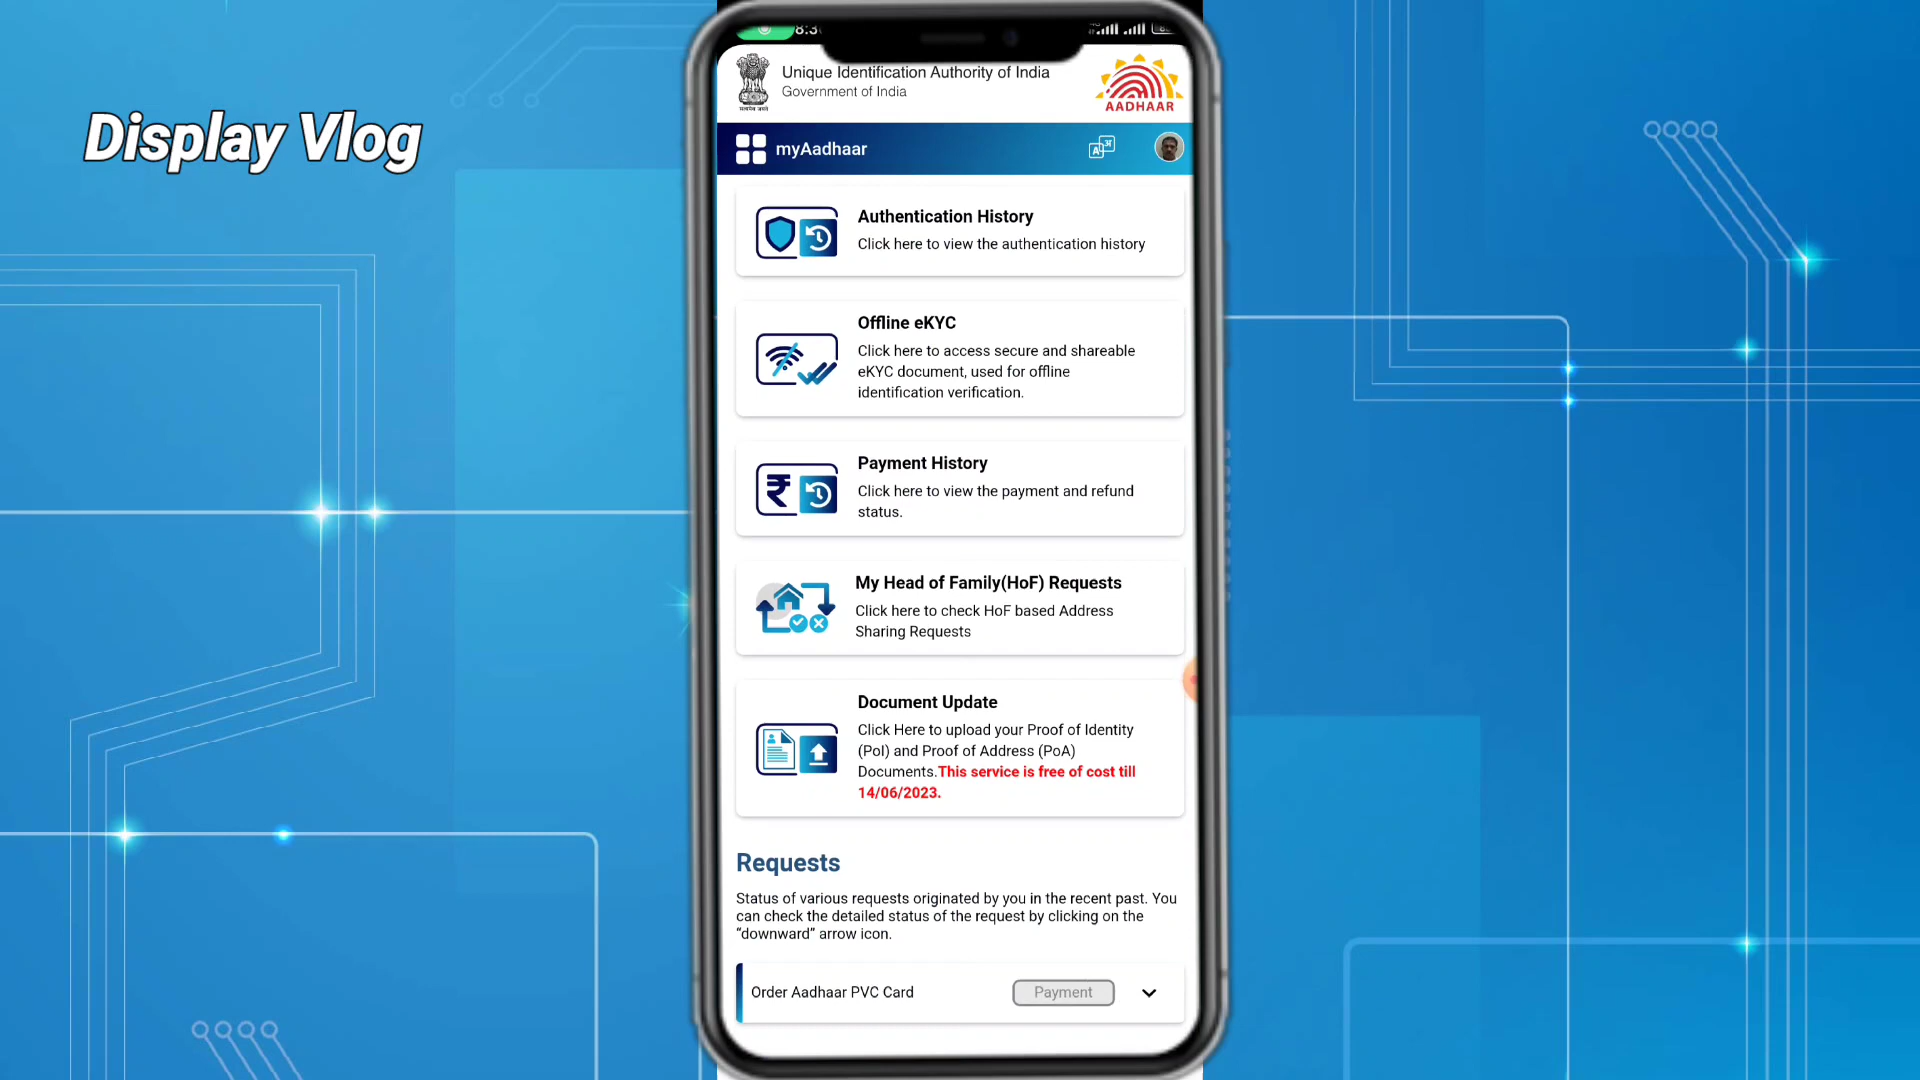 Display Vlog
8:3
Unique Identification Authority of India
Government of India
AADHAAR
myAadhaar
Authentication History
Click here to view the authentication history
Offline eKYC
Click here to access secure and shareable
eKYC document, used for offline
identification verification.
Payment History
Click here to view the payment and refund
status.
My Head of Family(HoF) Requests
Click here to check HoF based Address
Sharing Requests
Document Update
Click Here to upload your Proof of Identity
(PoI) and Proof of Address (PoA)
Documents.This service is free of cost till
14/06/2023.
Requests
Status of various requests originated by you in the recent past. You
can check the detailed status of the request by clicking on the
“downward” arrow icon.
Order Aadhaar PVC Card
Payment